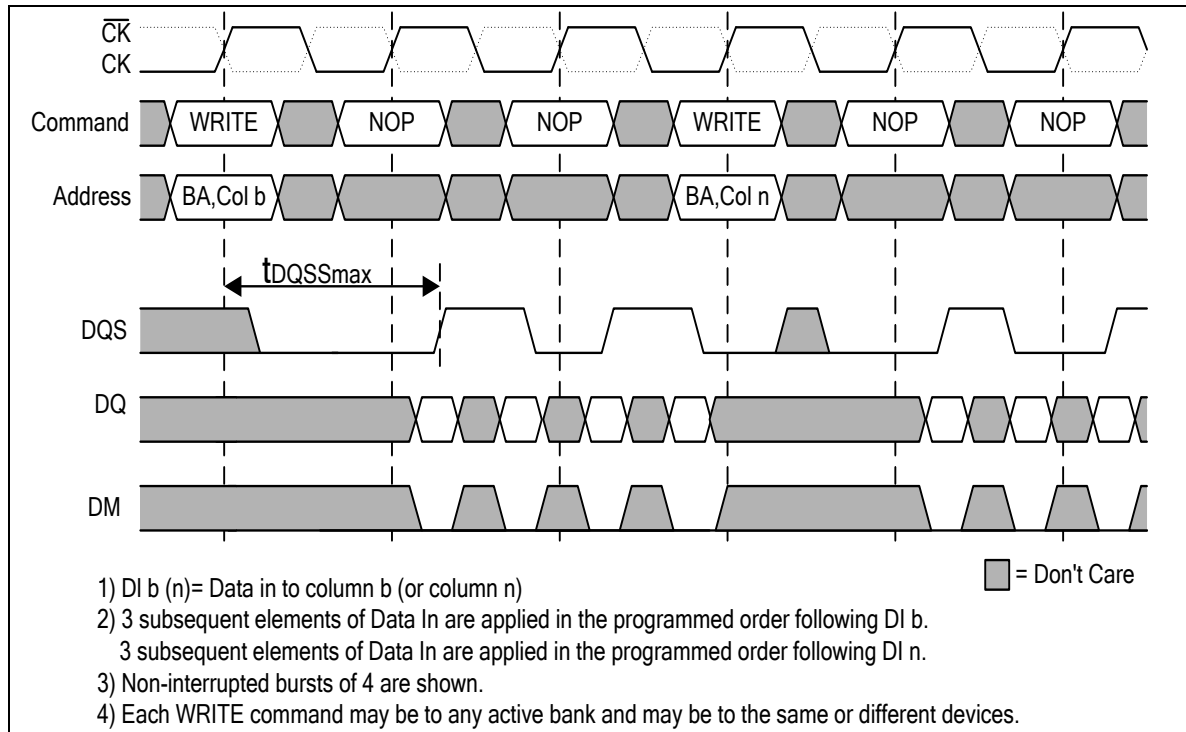 CK
CK
Command WRITE NOP NOP WRITE NOP NOP
Address BA,Col b BA,Col n
tDQSSmax
DQS
DQ
DM
= Don't Care
1) DI b (n)= Data in to column b (or column n)
2) 3 subsequent elements of Data In are applied in the programmed order following DI b.
3 subsequent elements of Data In are applied in the programmed order following DI n.
3) Non-interrupted bursts of 4 are shown.
4) Each WRITE command may be to any active bank and may be to the same or different devices.